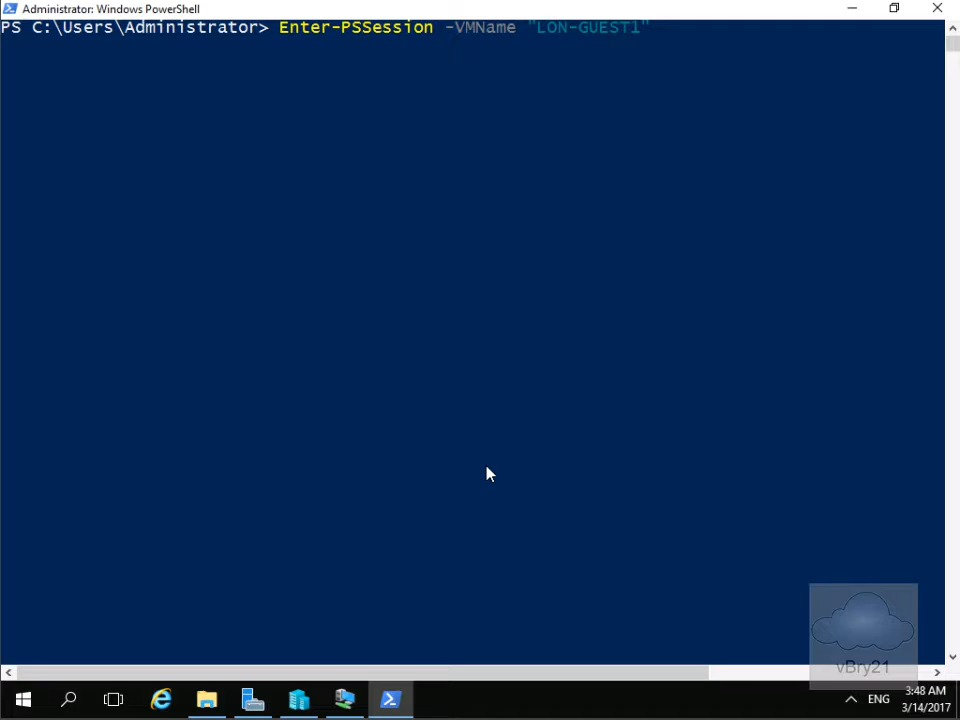 Administrator: Windows PowerShell
PS C:\Users\Administrator> Enter-PSSession -VMName "LON-GUEST1"
vBry21
ENG
3:48 AM
3/14/2017